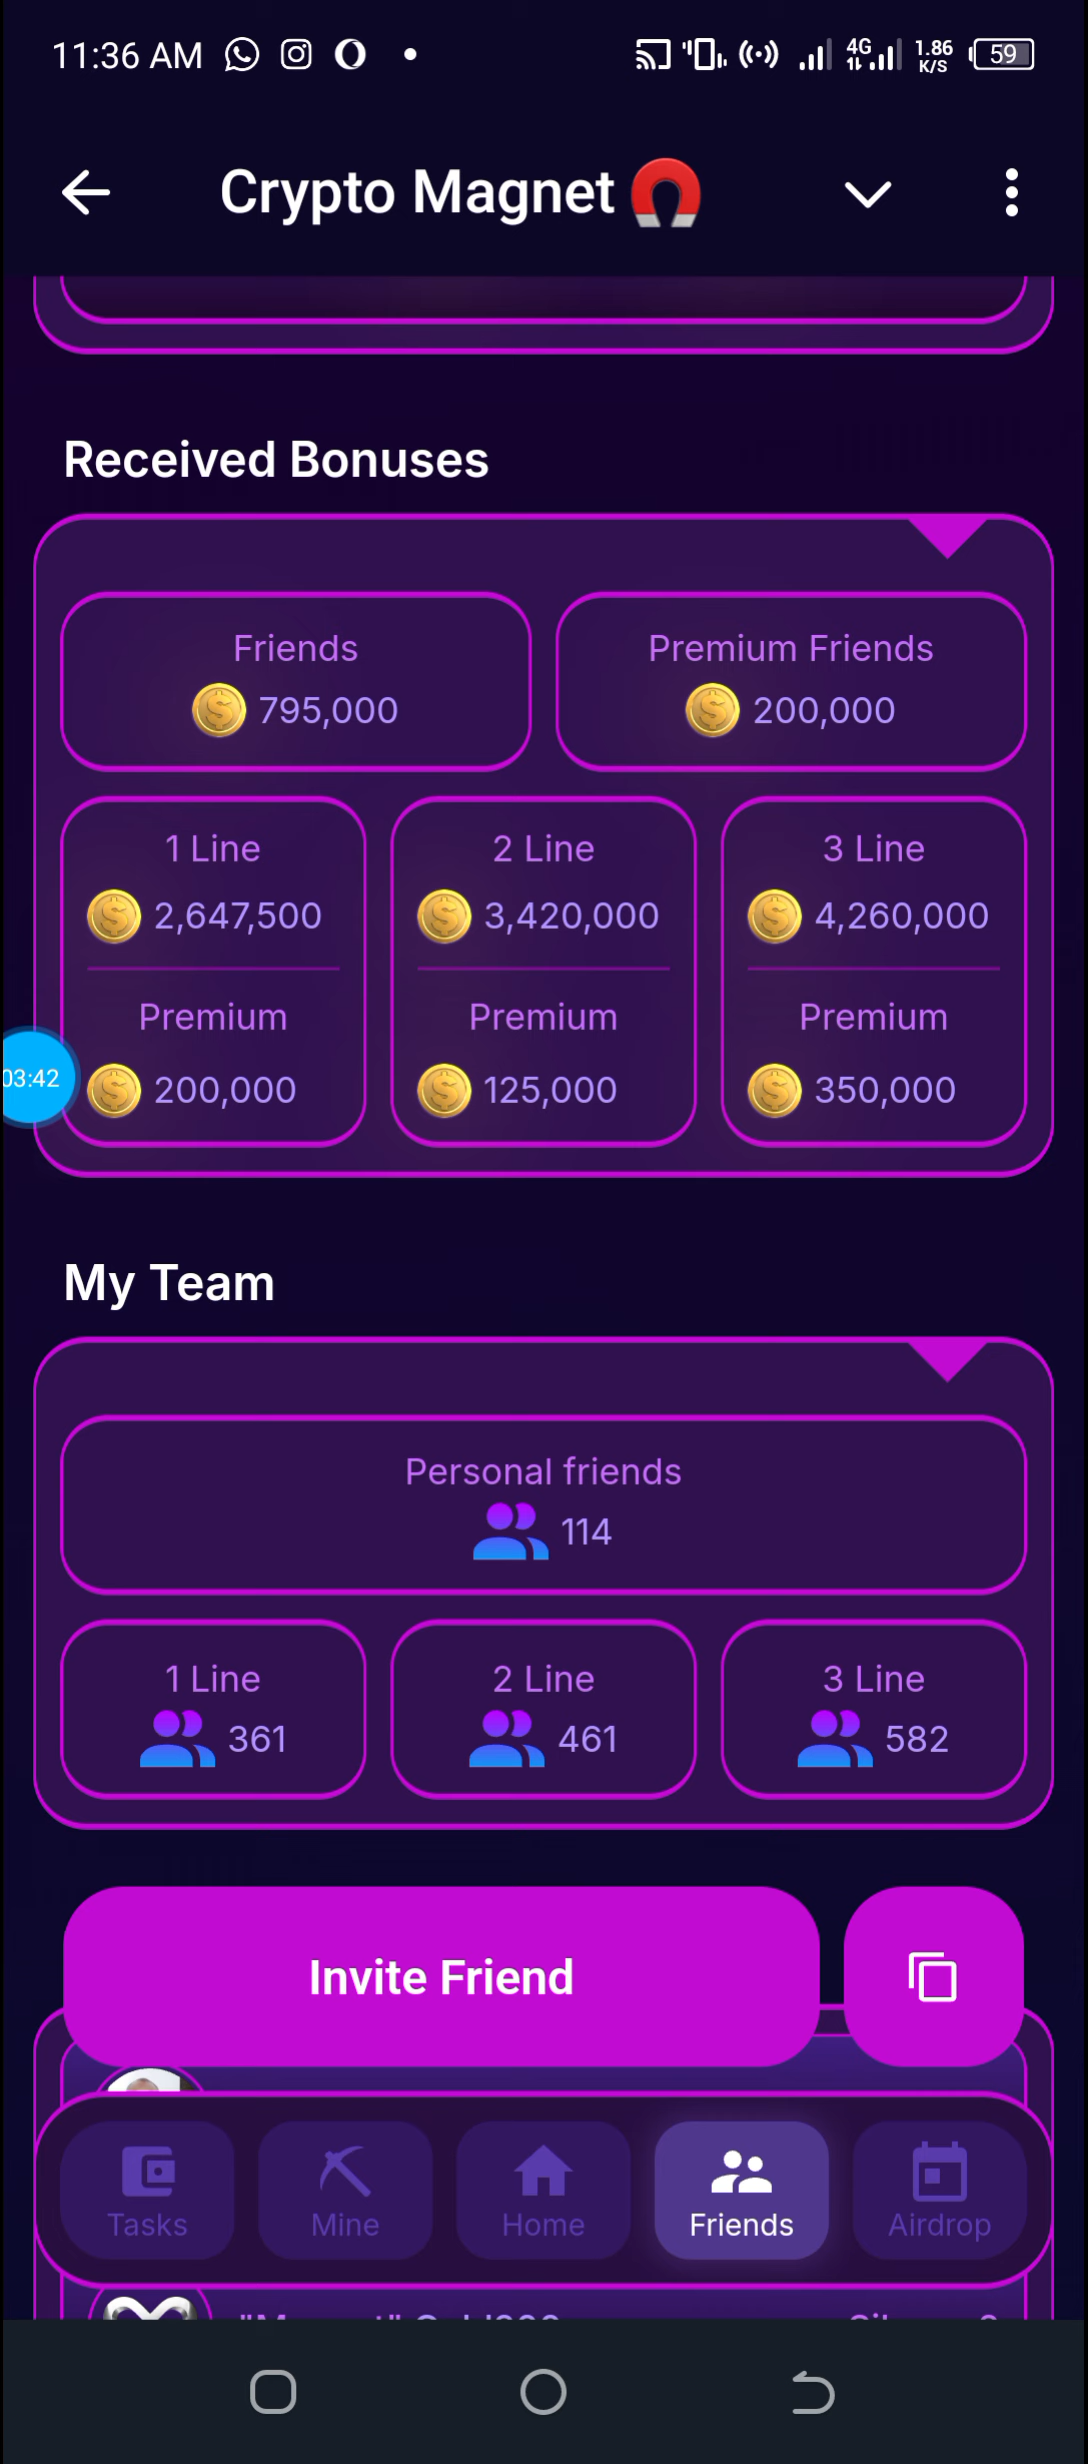 11:36 AM 4G 1.86 K/S 59
Crypto Magnet
Received Bonuses
Friends
795,000
Premium Friends
200,000
1 Line
2,647,500
Premium
200,000
2 Line
3,420,000
Premium
125,000
3 Line
4,260,000
Premium
350,000
03:42
My Team
Personal friends
114
1 Line
361
2 Line
461
3 Line
582
Invite Friend
Tasks
Mine
Home
Friends
Airdrop